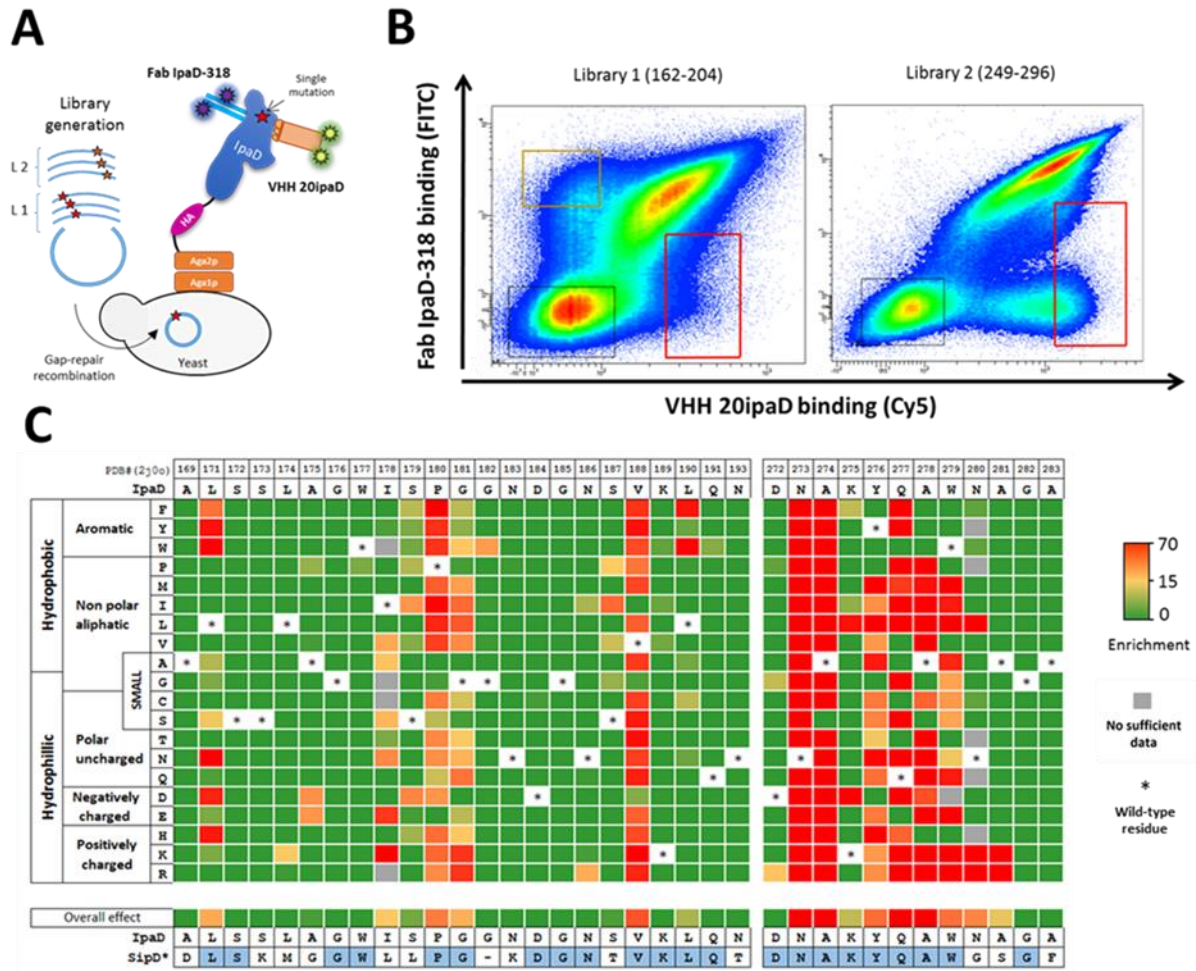 A
Fab IpaD-318
Single mutation
Library generation
L 2
L 1
IpaD
VHH 20ipaD
HA
Aga2p
Aga1p
Gap-repair recombination
Yeast
B
Library 1 (162-204)
Library 2 (249-296)
Fab IpaD-318 binding (FITC)
VHH 20ipaD binding (Cy5)
C
PDB#(2j0o) 169 171 172 173 174 175 176 177 178 179 180 181 182 183 184 185 186 187 188 189 190 191 193 272 273 274 275 276 277 278 279 280 281 282 283
IpaD A L S S L A G W I S P G G N D G N S V K L Q N D N A K Y Q A W N A G A
Hydrophobic
Hydrophillic
Aromatic
Non polar aliphatic
SMALL
Polar uncharged
Negatively charged
Positively charged
F
Y *
W * *
P *
M
I *
L * * *
V *
A * * * * * *
G * * * * *
C
S * * * *
T
N * * * * *
Q * *
D * *
E
H
K * *
R
Overall effect
IpaD A L S S L A G W I S P G G N D G N S V K L Q N D N A K Y Q A W N A G A
SipD* D L S K M G G W L L P G - K D G N T V K L Q T D N A K Y Q A W G S G F
70
15
0
Enrichment
No sufficient data
*
Wild-type residue